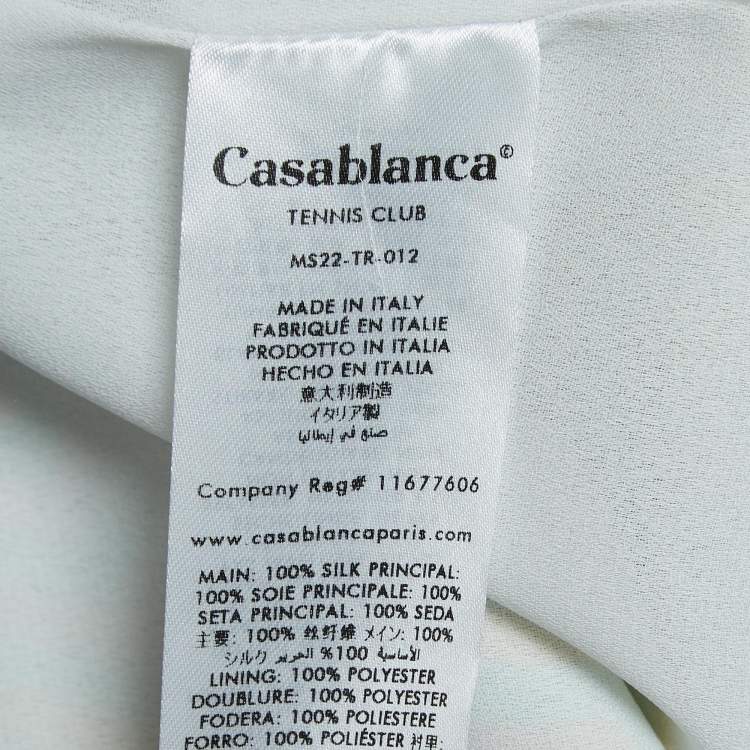 Casablanca©
TENNIS CLUB
MS22-TR-012
MADE IN ITALY
FABRIQUÉ EN ITALIE
PRODOTTO IN ITALIA
HECHO EN ITALIA
意大利制造
イタリア製
صنع في إيطاليا
Company Reg# 11677606
www.casablancaparis.com
MAIN: 100% SILK PRINCIPAL:
100% SOIE PRINCIPALE: 100%
SETA PRINCIPAL: 100% SEDA
主要: 100% 丝纤维 メイン: 100%
シルク الأساسية 100% الحرير
LINING: 100% POLYESTER
DOUBLURE: 100% POLYESTER
FODERA: 100% POLIESTERE
FORRO: 100% POLIÉSTER 衬里: